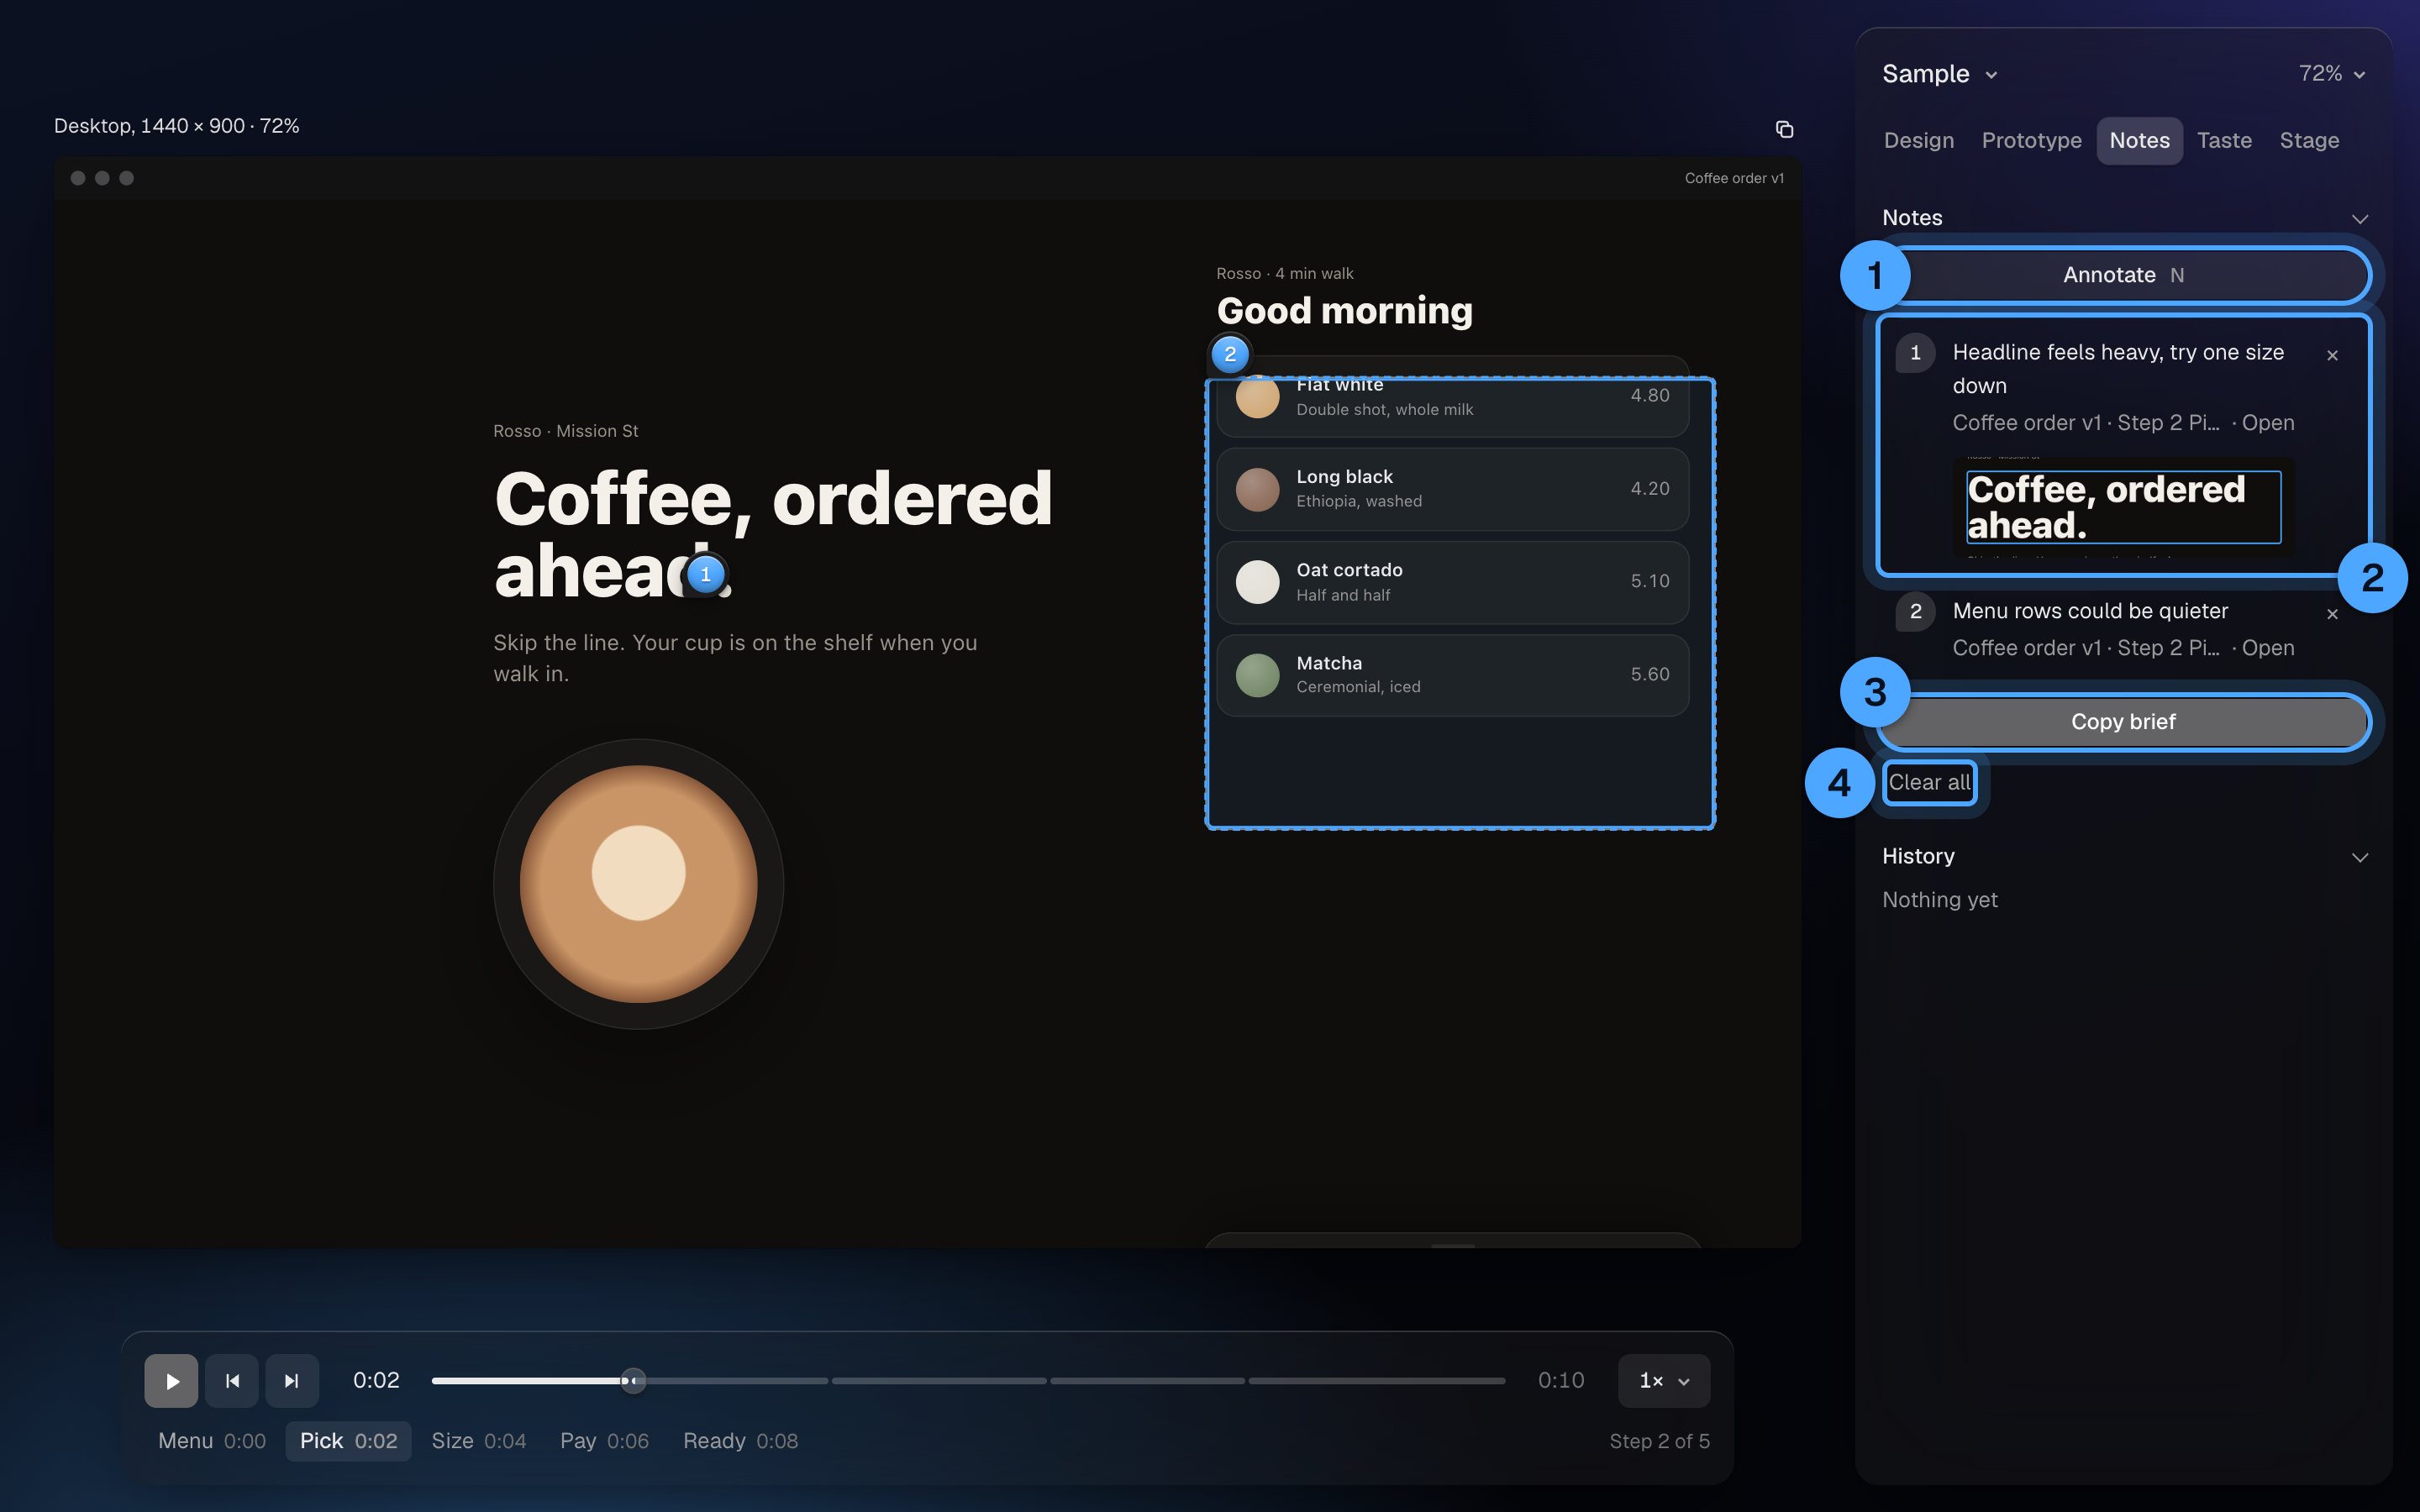 Desktop, 1440 × 900 · 72%
Coffee order v1
Rosso · Mission St
Coffee, ordered
ahead.
1
Skip the line. Your cup is on the shelf when you
walk in.
Rosso · 4 min walk
Good morning
2
Flat white
4.80
Double shot, whole milk
Long black
4.20
Ethiopia, washed
Oat cortado
5.10
Half and half
Matcha
5.60
Ceremonial, iced
0:02
0:10
1×
Menu 0:00
Pick 0:02
Size 0:04
Pay 0:06
Ready 0:08
Step 2 of 5
Sample
72%
Design
Prototype
Notes
Taste
Stage
Notes
1
Annotate N
1
Headline feels heavy, try one size
down
×
Coffee order v1 · Step 2 Pi... · Open
Coffee, ordered
ahead.
2
2
Menu rows could be quieter
×
Coffee order v1 · Step 2 Pi... · Open
3
Copy brief
4
Clear all
History
Nothing yet